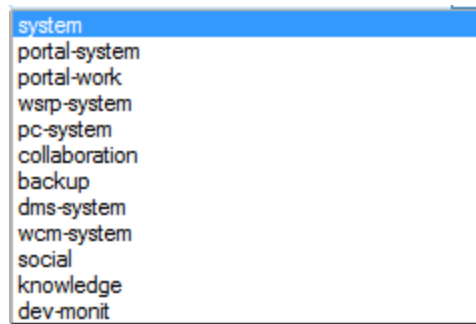 system
portal-system
portal-work
wsrp-system
pc-system
collaboration
backup
dms-system
wcm-system
social
knowledge
dev-monit